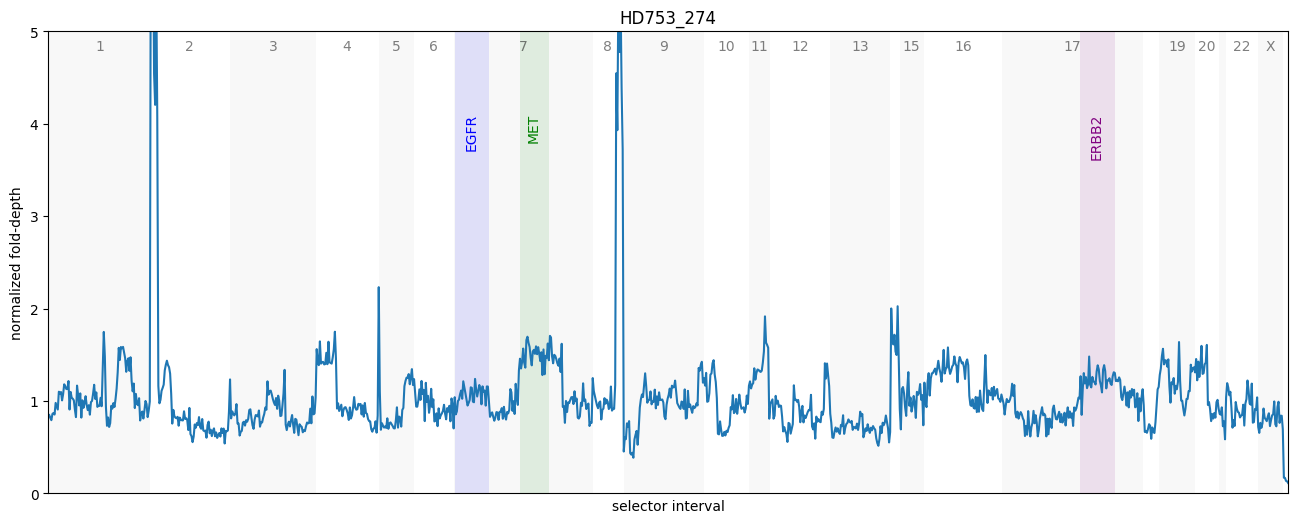 HD753_274
normalized fold-depth
5
4
3
2
1
0
1 2 3 4 5 6 7 8 9 10 11 12 13 15 16 17 19 20 22 X
EGFR
MET
ERBB2
selector interval